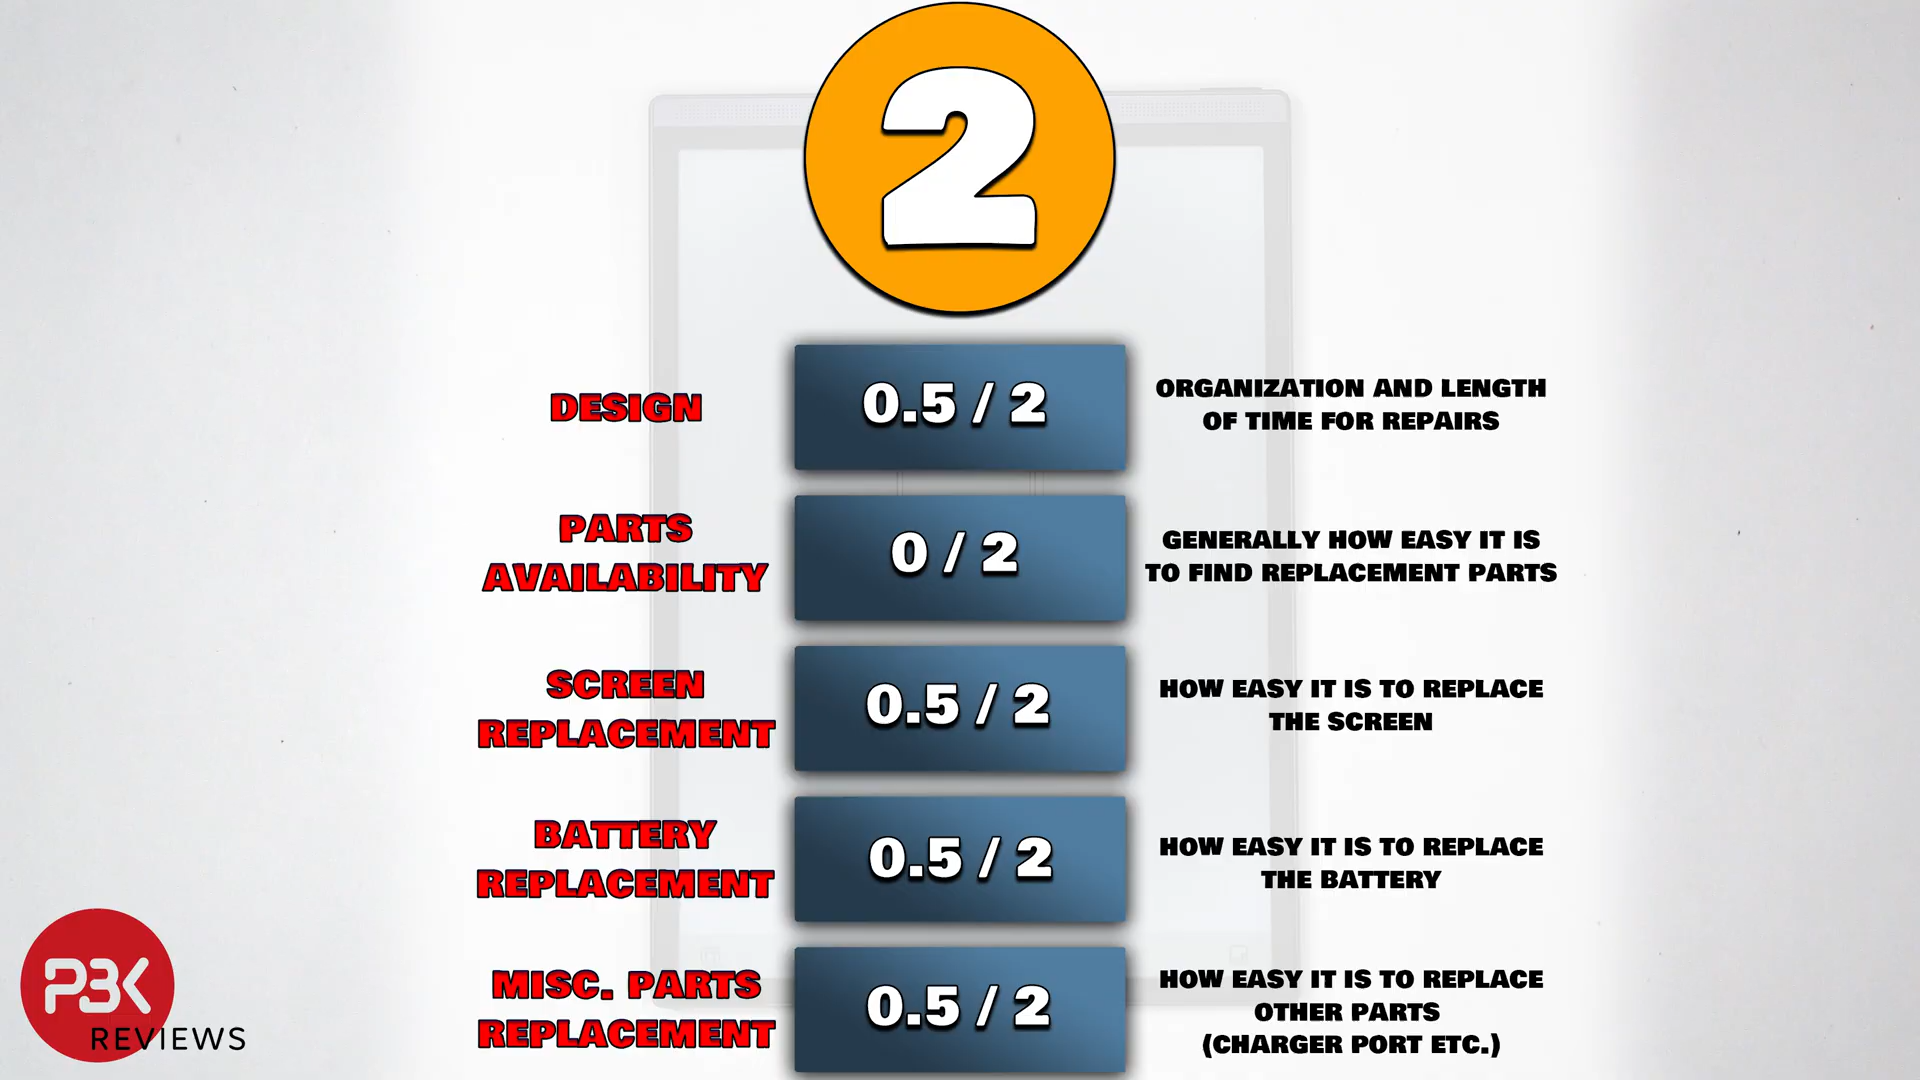 2
DESIGN
0.5 / 2
ORGANIZATION AND LENGTH
OF TIME FOR REPAIRS
PARTS
AVAILABILITY
0 / 2
GENERALLY HOW EASY IT IS
TO FIND REPLACEMENT PARTS
SCREEN
REPLACEMENT
0.5 / 2
HOW EASY IT IS TO REPLACE
THE SCREEN
BATTERY
REPLACEMENT
0.5 / 2
HOW EASY IT IS TO REPLACE
THE BATTERY
MISC. PARTS
REPLACEMENT
0.5 / 2
HOW EASY IT IS TO REPLACE
OTHER PARTS
(CHARGER PORT ETC.)
PBK
REVIEWS